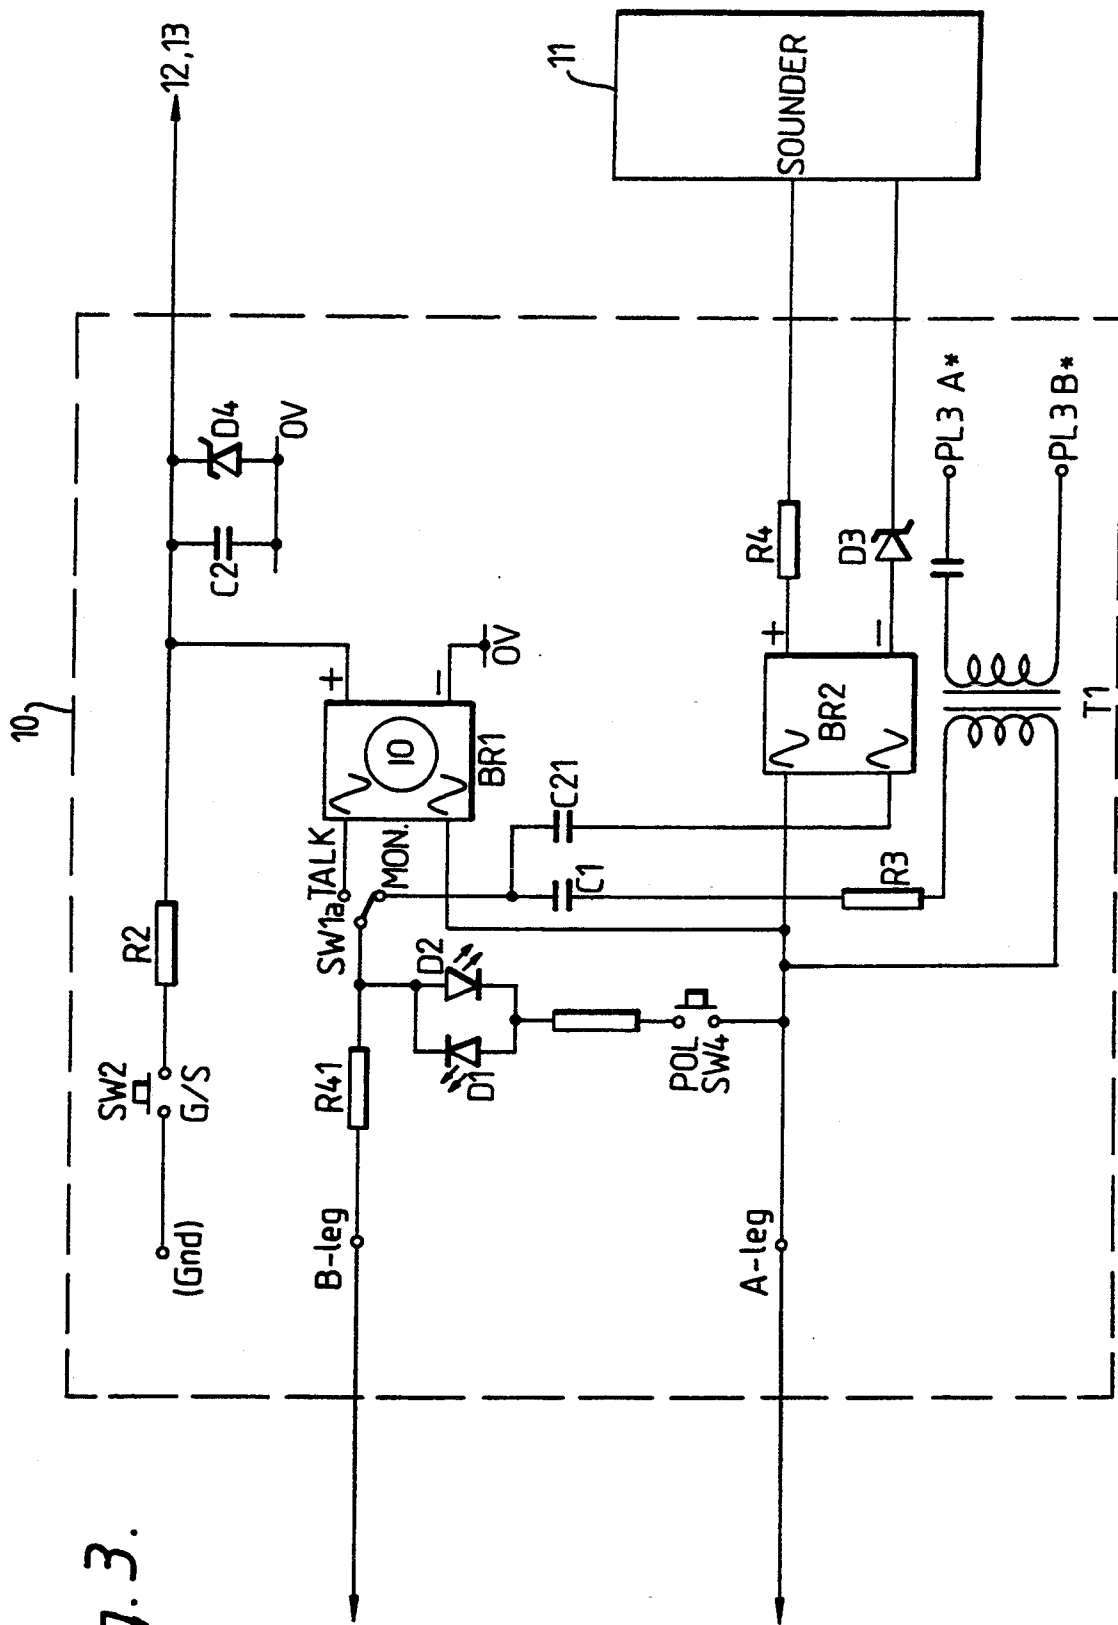 10
12,13
(Gnd)
SW2
G/S
R2
C2
D4
0V
B-leg
R41
SW1a
TALK
MON.
+
−
10
BR1
0V
D1
D2
POL
SW4
C1
C21
R3
A-leg
BR2
+
−
R4
D3
SOUNDER
11
T1
PL3 A*
PL3 B*
3.